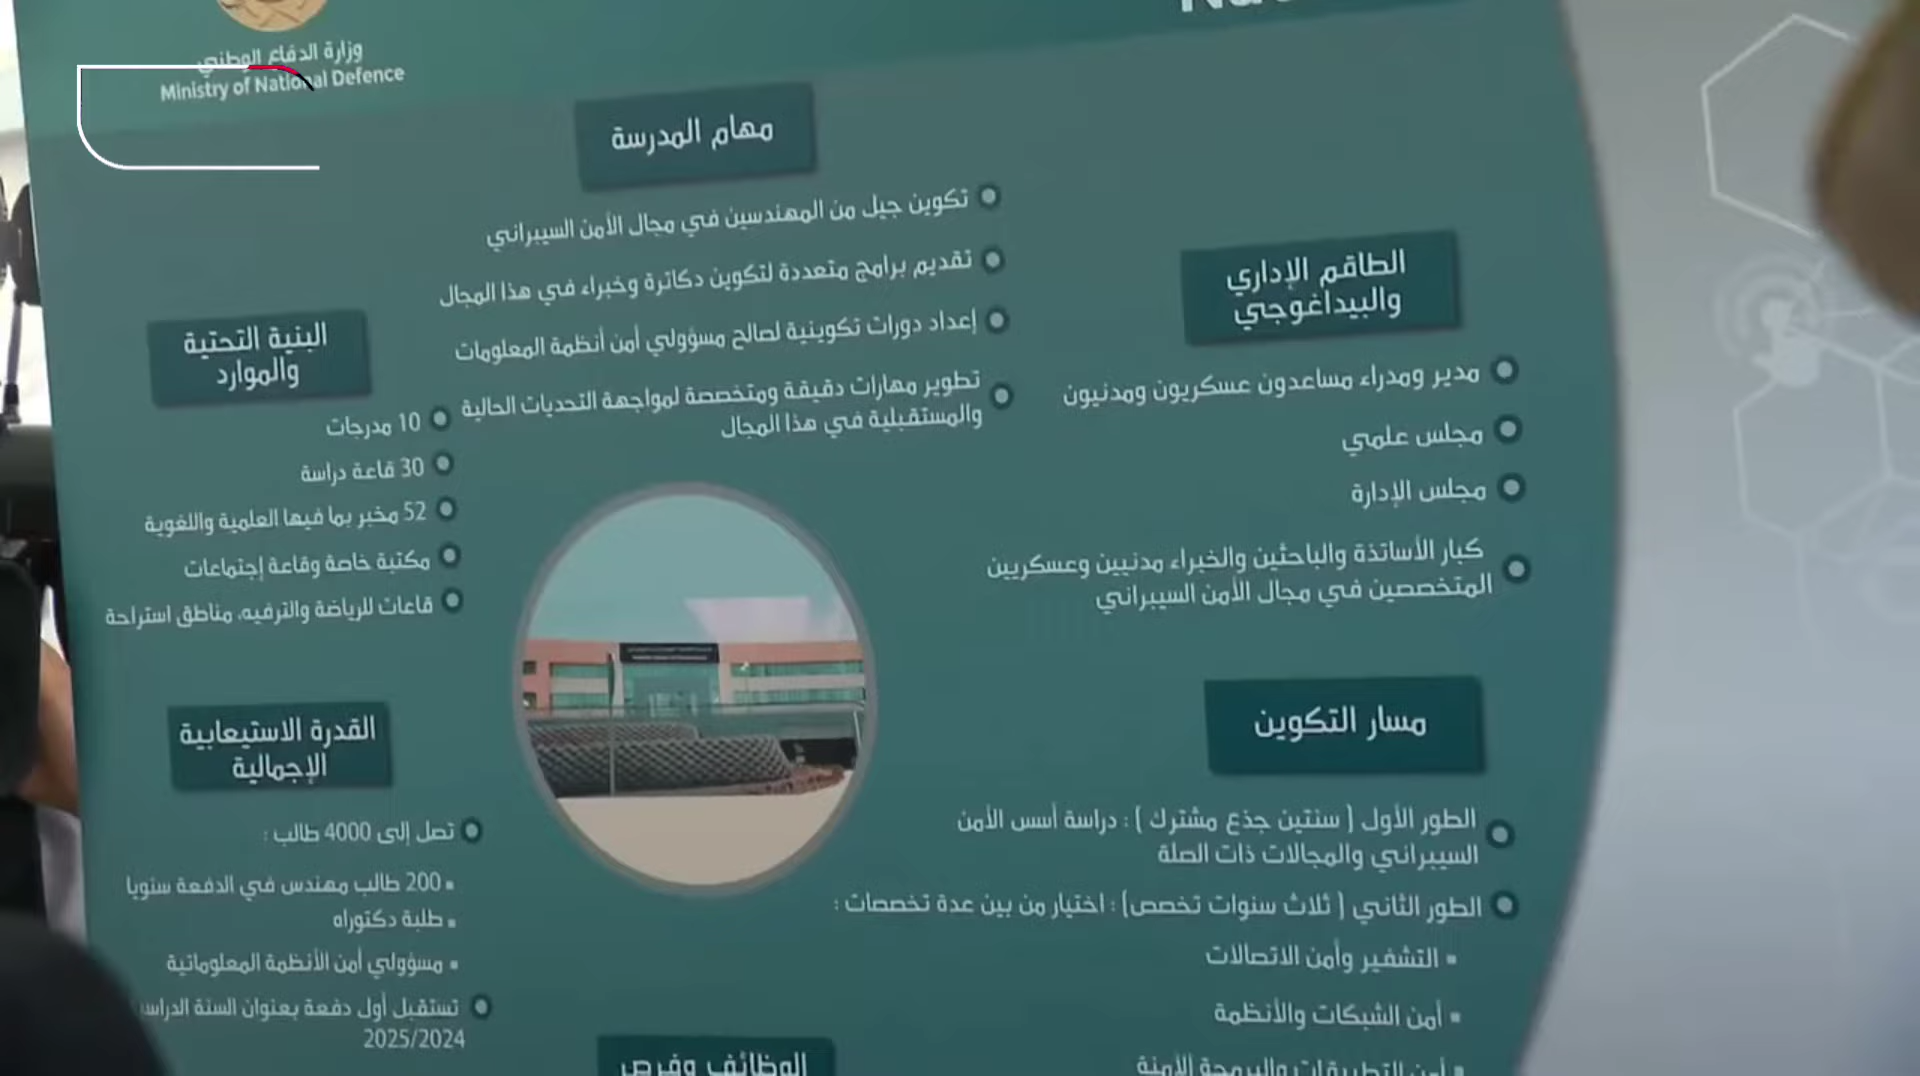 وزارة الدفاع الوطني
Ministry of National Defence
مهام المدرسة
تكوين جيل من المهندسين في مجال الأمن السيبراني
تقديم برامج متعددة لتكوين دكاترة وخبراء في هذا المجال
إعداد دورات تكوينية لصالح مسؤولي أمن أنظمة المعلومات
تطوير مهارات دقيقة ومتخصصة لمواجهة التحديات الحالية
والمستقبلية في هذا المجال
الطاقم الإداري
والبيداغوجي
مدير ومدراء مساعدون عسكريون ومدنيون
مجلس علمي
مجلس الإدارة
كبار الأساتذة والباحثين والخبراء مدنيين وعسكريين
المتخصصين في مجال الأمن السيبراني
البنية التحتية
والموارد
10 مدرجات
30 قاعة دراسة
52 مخبر بما فيها العلمية واللغوية
مكتبة خاصة وقاعة إجتماعات
قاعات للرياضة والترفيه، مناطق استراحة
مسار التكوين
الطور الأول ( سنتين جذع مشترك ) : دراسة أسس الأمن
السيبراني والمجالات ذات الصلة
الطور الثاني ( ثلاث سنوات تخصص) : اختيار من بين عدة تخصصات :
التشفير وأمن الاتصالات
أمن الشبكات والأنظمة
أمن التطبيقات والبرمجة الآمنة
القدرة الاستيعابية
الإجمالية
تصل إلى 4000 طالب :
200 طالب مهندس في الدفعة سنويا
طلبة دكتوراه
مسؤولي أمن الأنظمة المعلوماتية
تستقبل أول دفعة بعنوان السنة
2025/2024
الوظائف وفرص